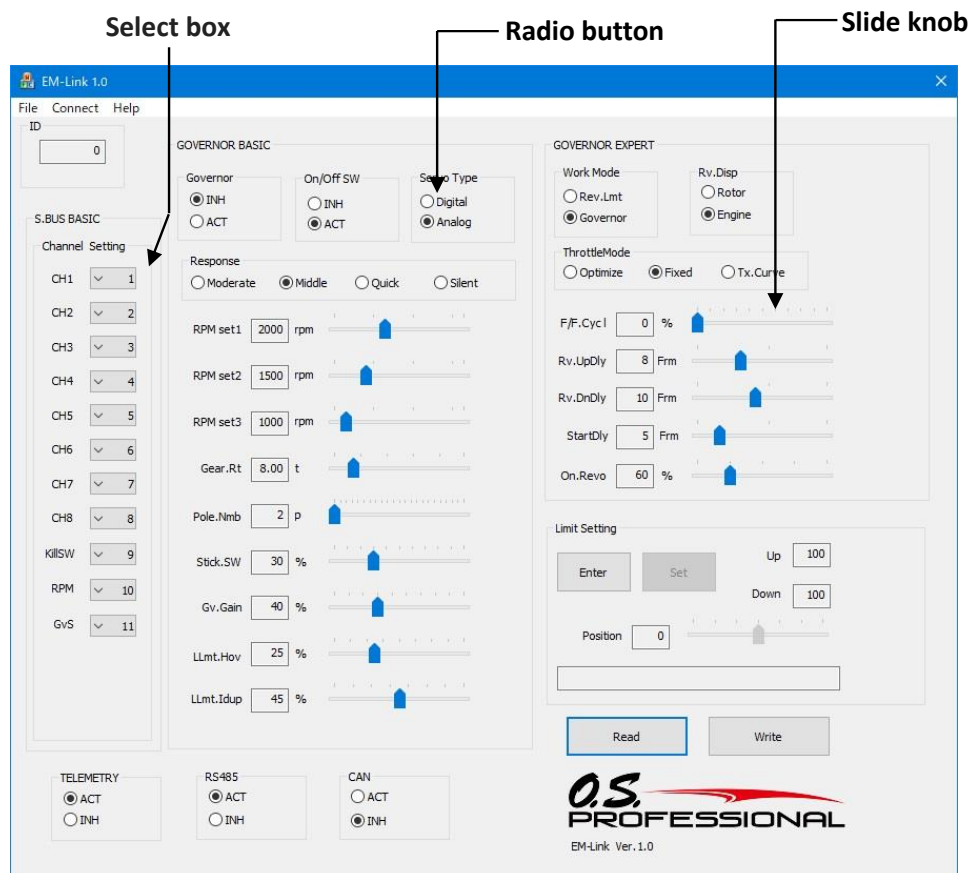 Select box
Radio button
Slide knob
EM-Link 1.0
File Connect Help
ID
0
S.BUS BASIC
Channel Setting
CH1 1
CH2 2
CH3 3
CH4 4
CH5 5
CH6 6
CH7 7
CH8 8
KillSW 9
RPM 10
GvS 11
GOVERNOR BASIC
Governor
INH
ACT
On/Off SW
INH
ACT
Servo Type
Digital
Analog
Response
Moderate Middle Quick Silent
RPM set1 2000 rpm
RPM set2 1500 rpm
RPM set3 1000 rpm
Gear.Rt 8.00 t
Pole.Nmb 2 p
Stick.SW 30 %
Gv.Gain 40 %
LLmt.Hov 25 %
LLmt.Idup 45 %
GOVERNOR EXPERT
Work Mode
Rev.Lmt
Governor
Rv.Disp
Rotor
Engine
ThrottleMode
Optimize Fixed Tx.Curve
F/F.Cycl 0 %
Rv.UpDly 8 Frm
Rv.DnDly 10 Frm
StartDly 5 Frm
On.Revo 60 %
Limit Setting
Enter Set
Up 100
Down 100
Position 0
Read Write
TELEMETRY
ACT
INH
RS485
ACT
INH
CAN
ACT
INH
O.S.
PROFESSIONAL
EM-Link Ver.1.0